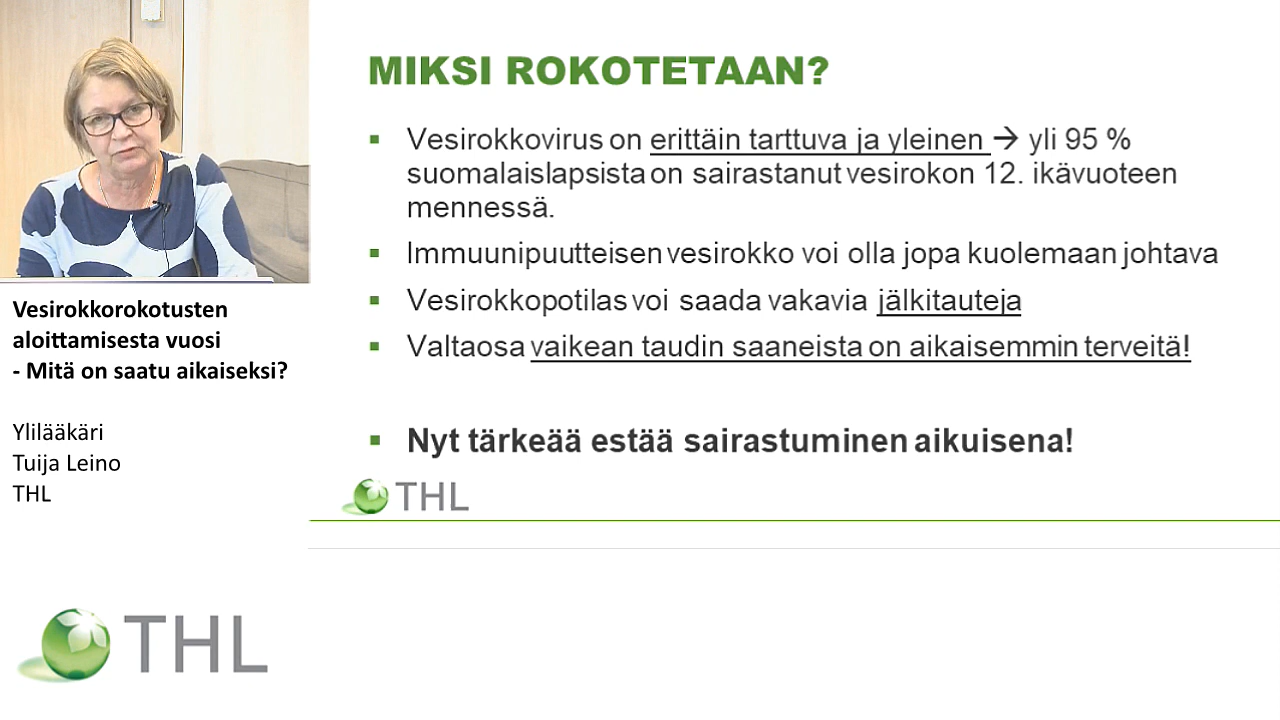 MIKSI ROKOTETAAN?
▪ Vesirokkovirus on erittäin tarttuva ja yleinen → yli 95 %
suomalaislapsista on sairastanut vesirokon 12. ikävuoteen
mennessä.
▪ Immuunipuutteisen vesirokko voi olla jopa kuolemaan johtava
▪ Vesirokkopotilas voi saada vakavia jälkitauteja
▪ Valtaosa vaikean taudin saaneista on aikaisemmin terveitä!
▪ Nyt tärkeää estää sairastuminen aikuisena!
THL
Vesirokkorokotusten
aloittamisesta vuosi
- Mitä on saatu aikaiseksi?
Ylilääkäri
Tuija Leino
THL
THL